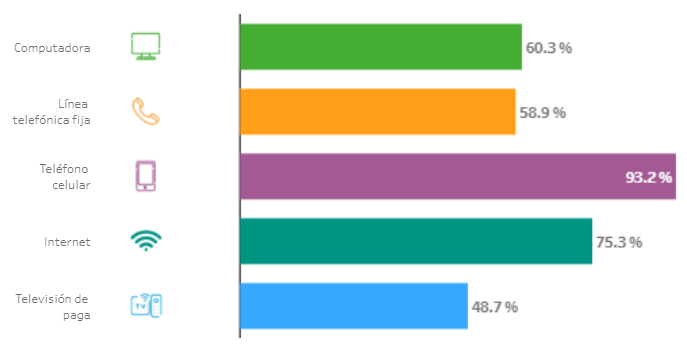 Computadora
60.3 %
Línea
telefónica fija
58.9 %
Teléfono
celular
93.2 %
Internet
75.3 %
TV
Televisión de
paga
48.7 %